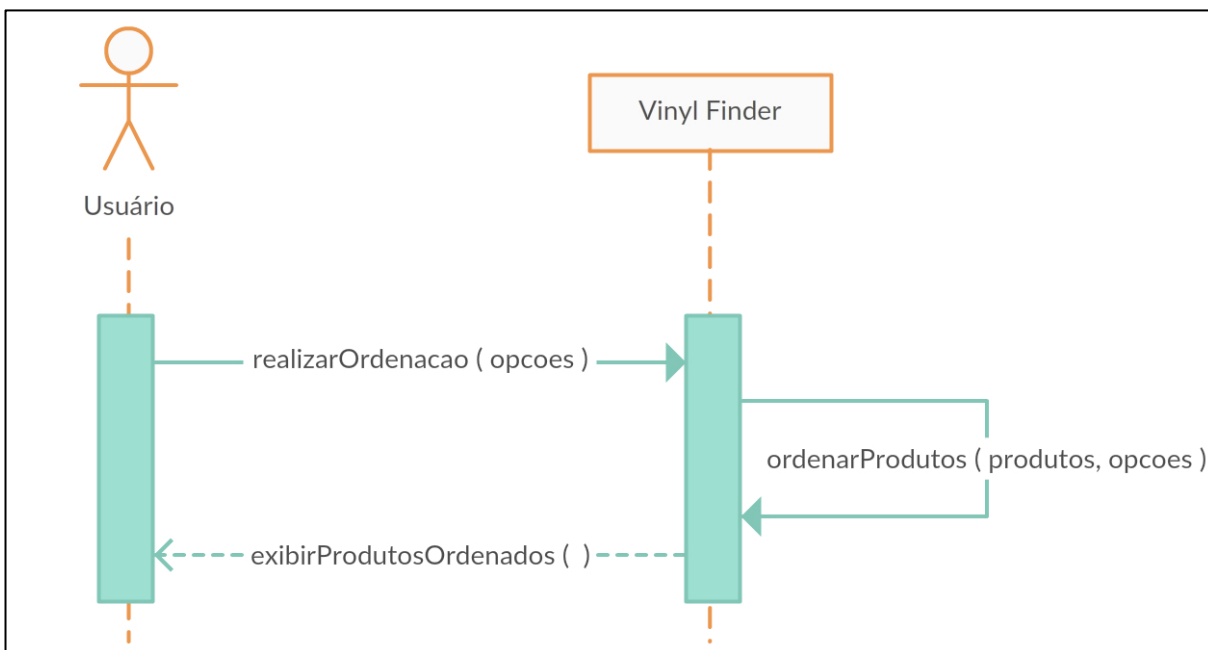 Vinyl Finder
Usuário
realizarOrdenacao ( opcoes )
ordenarProdutos ( produtos, opcoes )
exibirProdutosOrdenados (  )